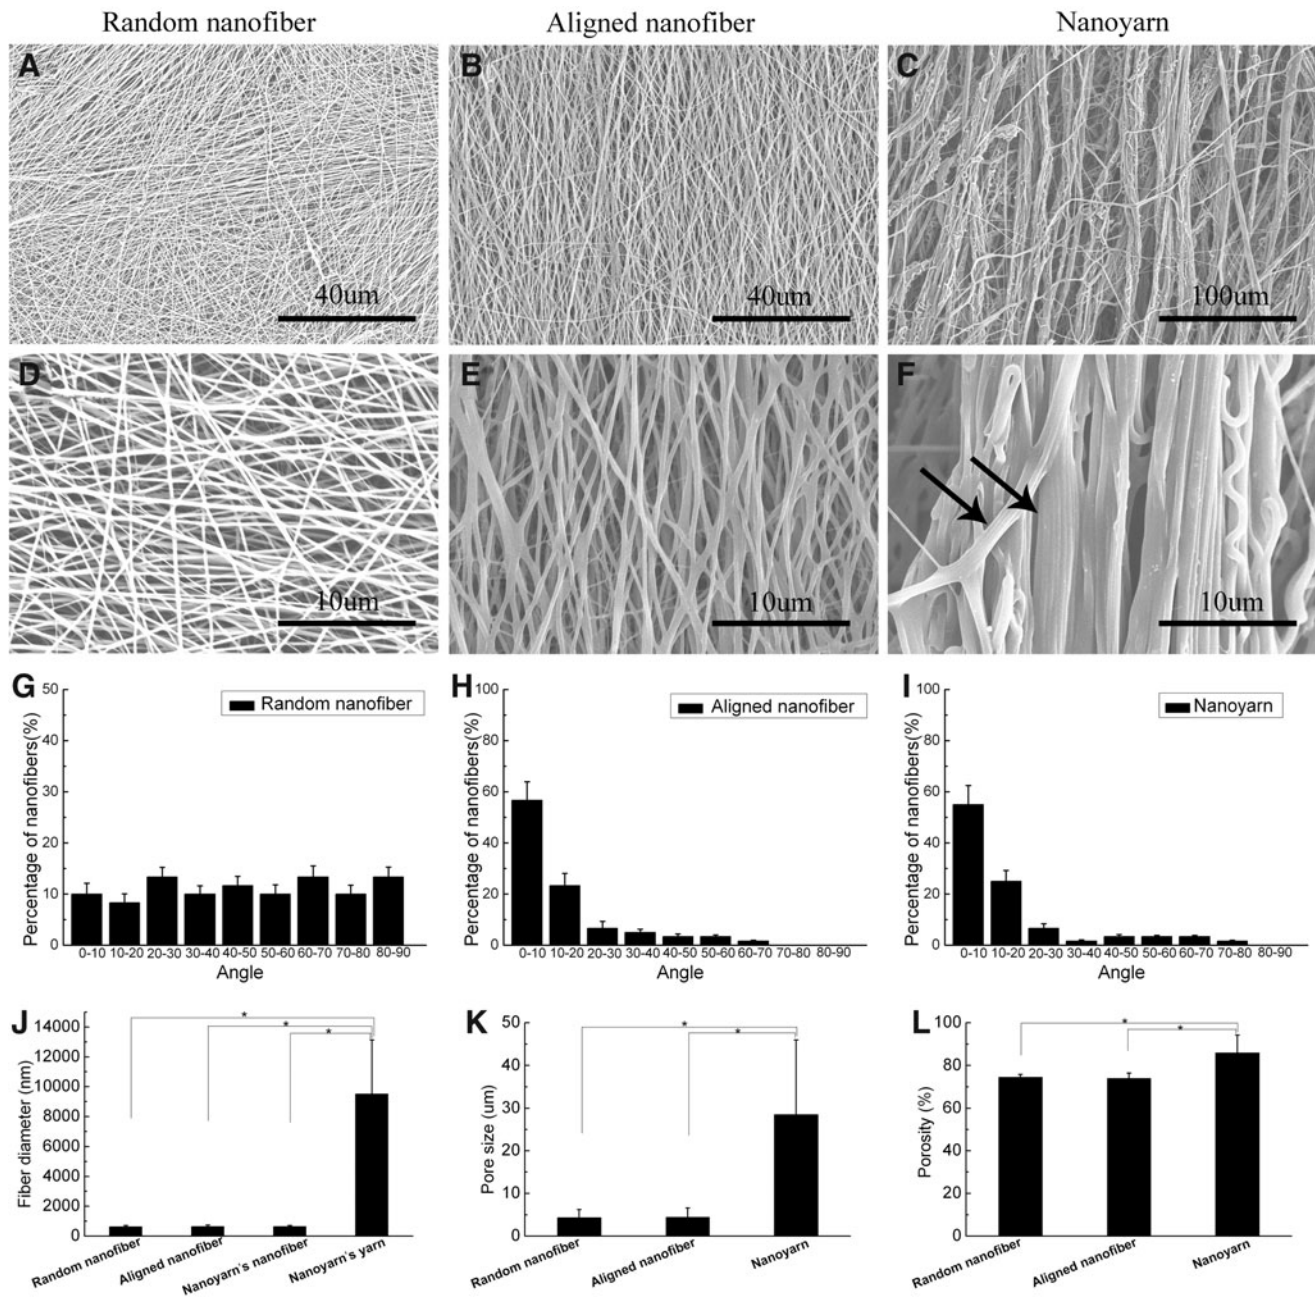 Random nanofiber
Aligned nanofiber
Nanoyarn
A
B
C
40um
40um
100um
D
E
F
10um
10um
10um
G
Percentage of nanofibers(%)
50
40
30
20
10
0
Random nanofiber
0-10 10-20 20-30 30-40 40-50 50-60 60-70 70-80 80-90
Angle
H
Percentage of nanofibers(%)
100
80
60
40
20
0
Aligned nanofiber
0-10 10-20 20-30 30-40 40-50 50-60 60-70 70-80 80-90
Angle
I
Percentage of nanofibers(%)
100
80
60
40
20
0
Nanoyarn
0-10 10-20 20-30 30-40 40-50 50-60 60-70 70-80 80-90
Angle
J
Fiber diameter (nm)
14000
12000
10000
8000
6000
4000
2000
0
*
*
*
Random nanofiber
Aligned nanofiber
Nanoyarn's nanofiber
Nanoyarn's yarn
K
Pore size (um)
50
40
30
20
10
0
*
*
Random nanofiber
Aligned nanofiber
Nanoyarn
L
Porosity (%)
100
80
60
40
20
0
*
*
Random nanofiber
Aligned nanofiber
Nanoyarn